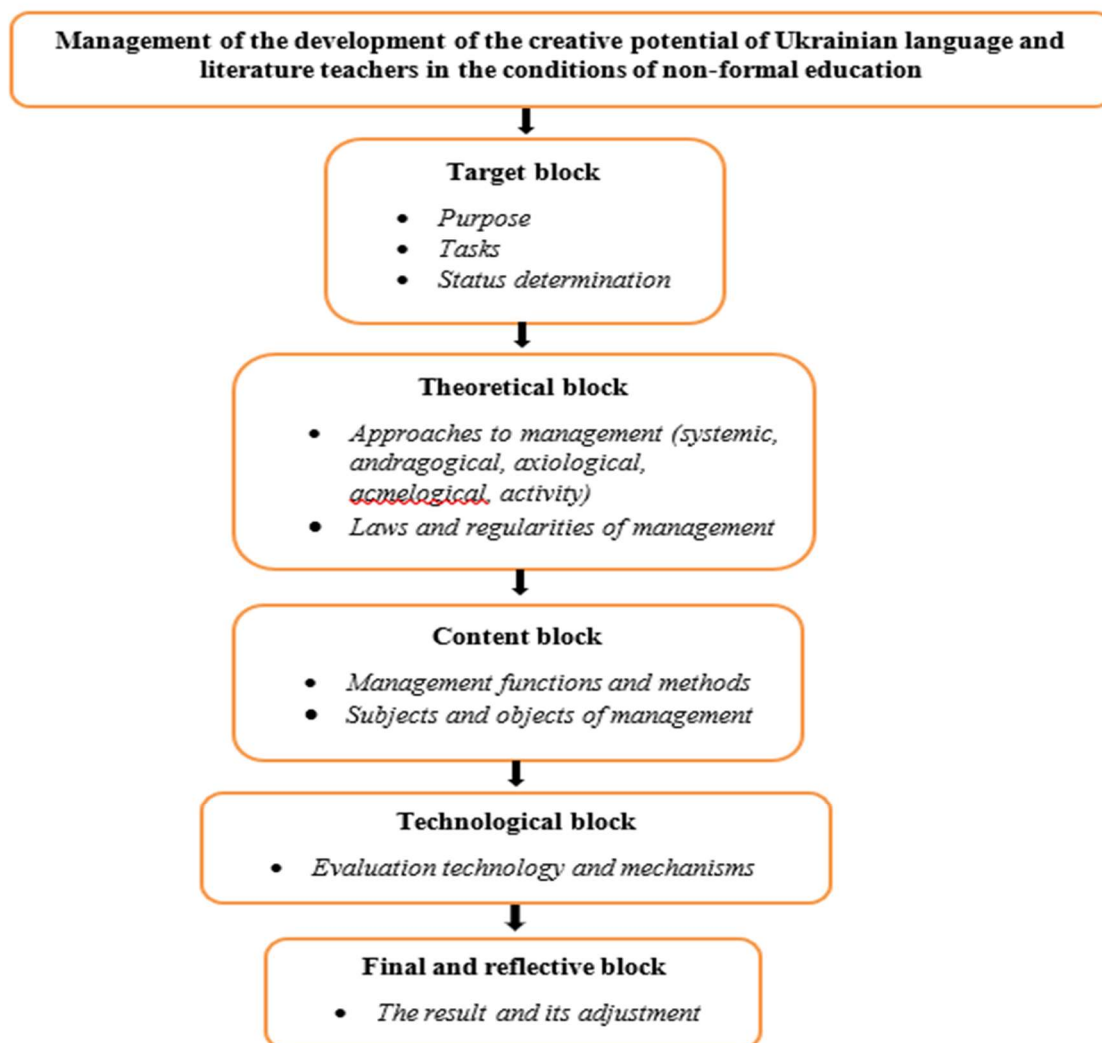 Management of the development of the creative potential of Ukrainian language and
literature teachers in the conditions of non-formal education
Target block
• Purpose
• Tasks
• Status determination
Theoretical block
• Approaches to management (systemic,
andragogical, axiological,
acmelogical, activity)
• Laws and regularities of management
Content block
• Management functions and methods
• Subjects and objects of management
Technological block
• Evaluation technology and mechanisms
Final and reflective block
• The result and its adjustment